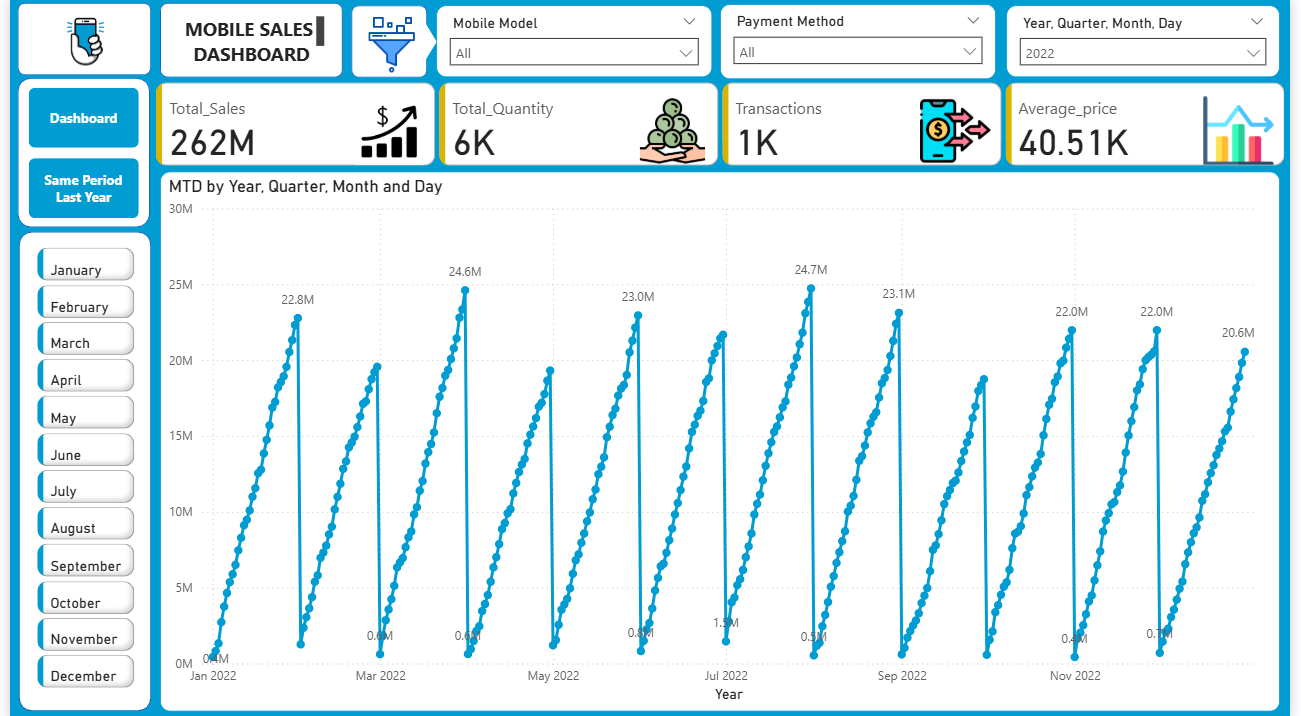 MOBILE SALES
DASHBOARD
Mobile Model
All
Payment Method
All
Year, Quarter, Month, Day
2022
Dashboard
Same Period
Last Year
Total_Sales
262M
$
Total_Quantity
6K
Transactions
1K
$
Average_price
40.51K
January
February
March
April
May
June
July
August
September
October
November
December
MTD by Year, Quarter, Month and Day
30M
25M
20M
15M
10M
5M
0M
22.8M
24.6M
23.0M
24.7M
23.1M
22.0M
22.0M
20.6M
0.4M
0.6M
0.6M
0.8M
1.5M
0.5M
0.4M
0.7M
Jan 2022
Mar 2022
May 2022
Jul 2022
Sep 2022
Nov 2022
Year